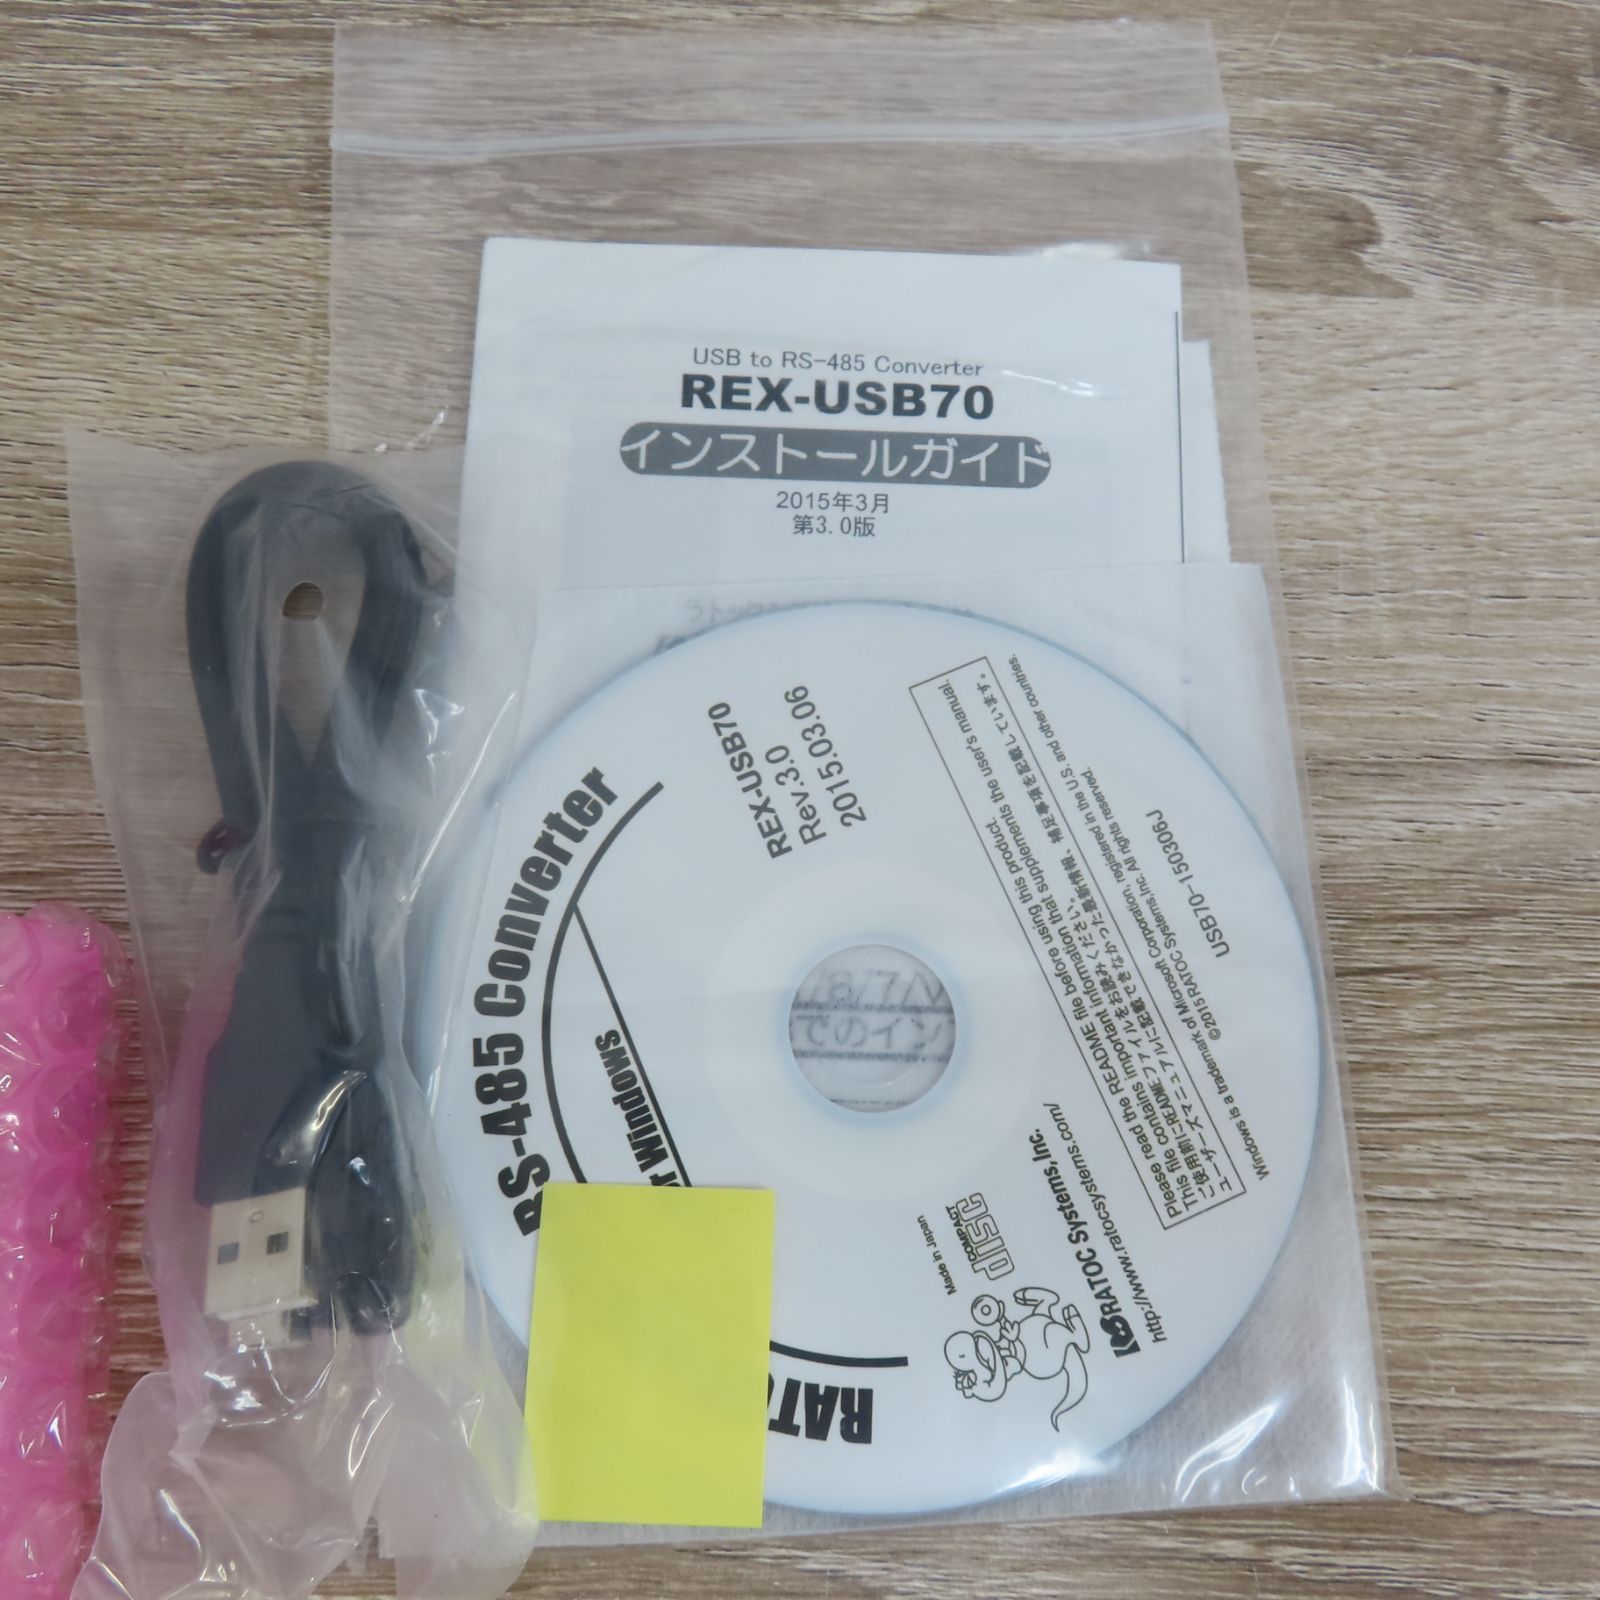 USB to RS-485 Converter
REX-USB70
インストールガイド
2015年3月
第3.0版
RS-485 Converter
Windows
REX-USB70
Rev.3.0
2015.03.06
Please read the README file before using this product.
This file contains important information that supplements the user's manual.
ご使用前にREADMEファイルをお読みください。
ユーザーズマニュアルに記載できなかった最新情報、補足事項を記載しています。
Windows is a trademark of Microsoft Corporation, registered in the U.S. and other countries.
©2015 RATOC Systems,Inc. All rights reserved.
USB70-150306J
でのイン
Made in Japan
COMPACT
disc
RATOC Systems,Inc.
http://www.ratocsystems.com/